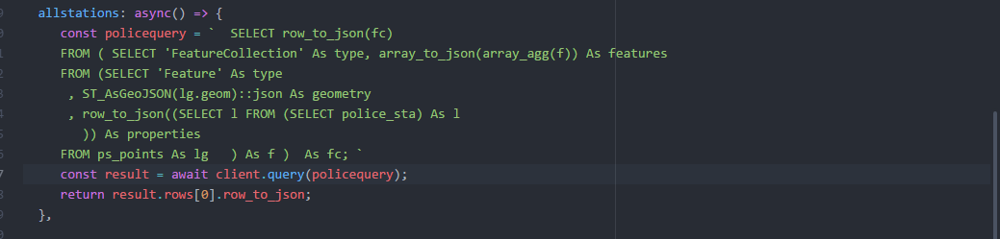 allstations: async() => {
const policequery = `  SELECT row_to_json(fc)
FROM ( SELECT 'FeatureCollection' As type, array_to_json(array_agg(f)) As features
FROM (SELECT 'Feature' As type
, ST_AsGeoJSON(lg.geom)::json As geometry
, row_to_json((SELECT l FROM (SELECT police_sta) As l
)) As properties
FROM ps_points As lg   ) As f )  As fc; `
const result = await client.query(policequery);
return result.rows[0].row_to_json;
},